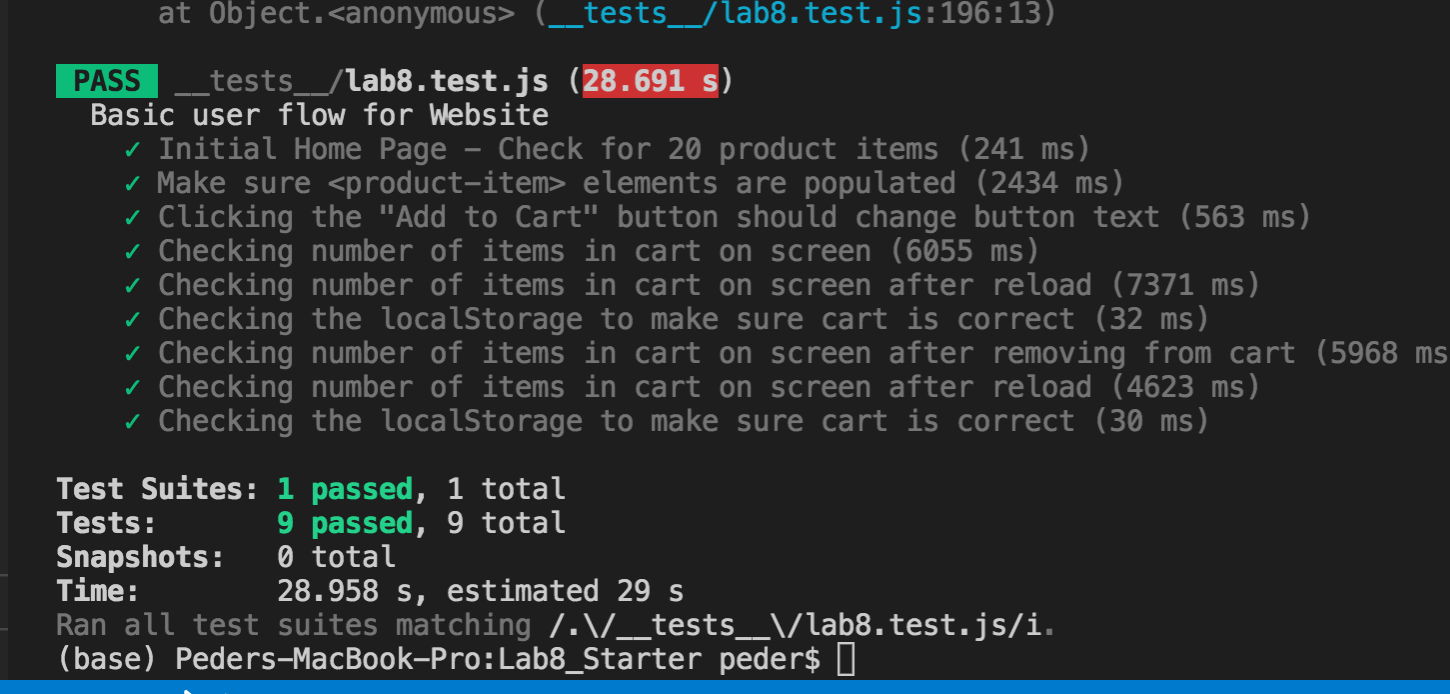 at Object.<anonymous> (__tests__/lab8.test.js:196:13)
PASS __tests__/lab8.test.js (28.691 s)
Basic user flow for Website
✓ Initial Home Page – Check for 20 product items (241 ms)
✓ Make sure <product-item> elements are populated (2434 ms)
✓ Clicking the "Add to Cart" button should change button text (563 ms)
✓ Checking number of items in cart on screen (6055 ms)
✓ Checking number of items in cart on screen after reload (7371 ms)
✓ Checking the localStorage to make sure cart is correct (32 ms)
✓ Checking number of items in cart on screen after removing from cart (5968 ms
✓ Checking number of items in cart on screen after reload (4623 ms)
✓ Checking the localStorage to make sure cart is correct (30 ms)
Test Suites: 1 passed, 1 total
Tests: 9 passed, 9 total
Snapshots: 0 total
Time: 28.958 s, estimated 29 s
Ran all test suites matching /.\/__tests__\/lab8.test.js/i.
(base) Peders-MacBook-Pro:Lab8_Starter peder$